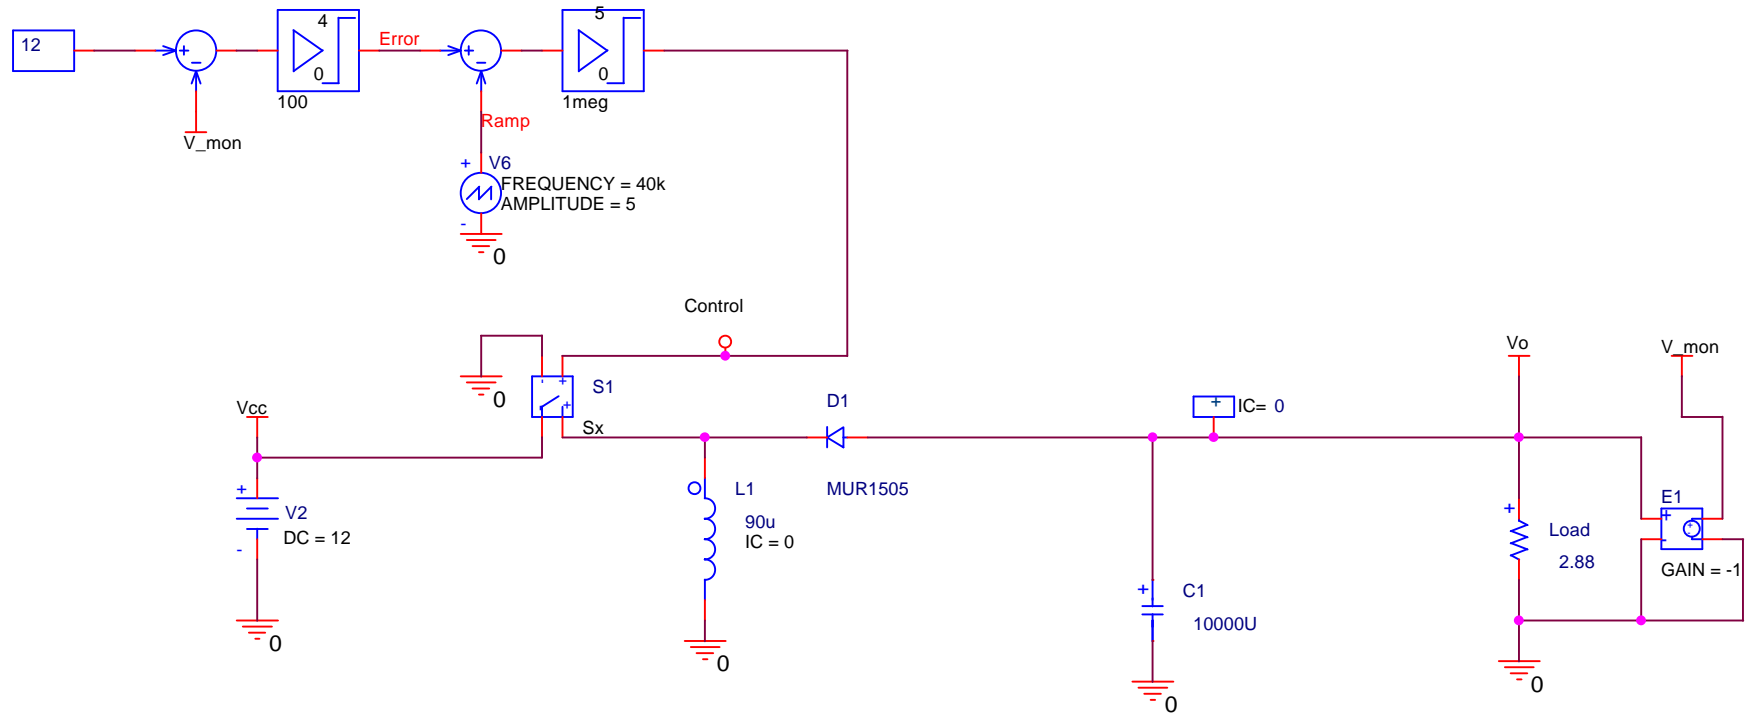 12
4
0
100
Error
5
0
1meg
V_mon
Ramp
V6
FREQUENCY = 40k
AMPLITUDE = 5
0
Control
S1
0
Vcc
Sx
D1
MUR1505
IC= 0
Vo
V_mon
V2
DC = 12
0
L1
90u
IC = 0
0
C1
10000U
0
Load
2.88
E1
GAIN = -1
0